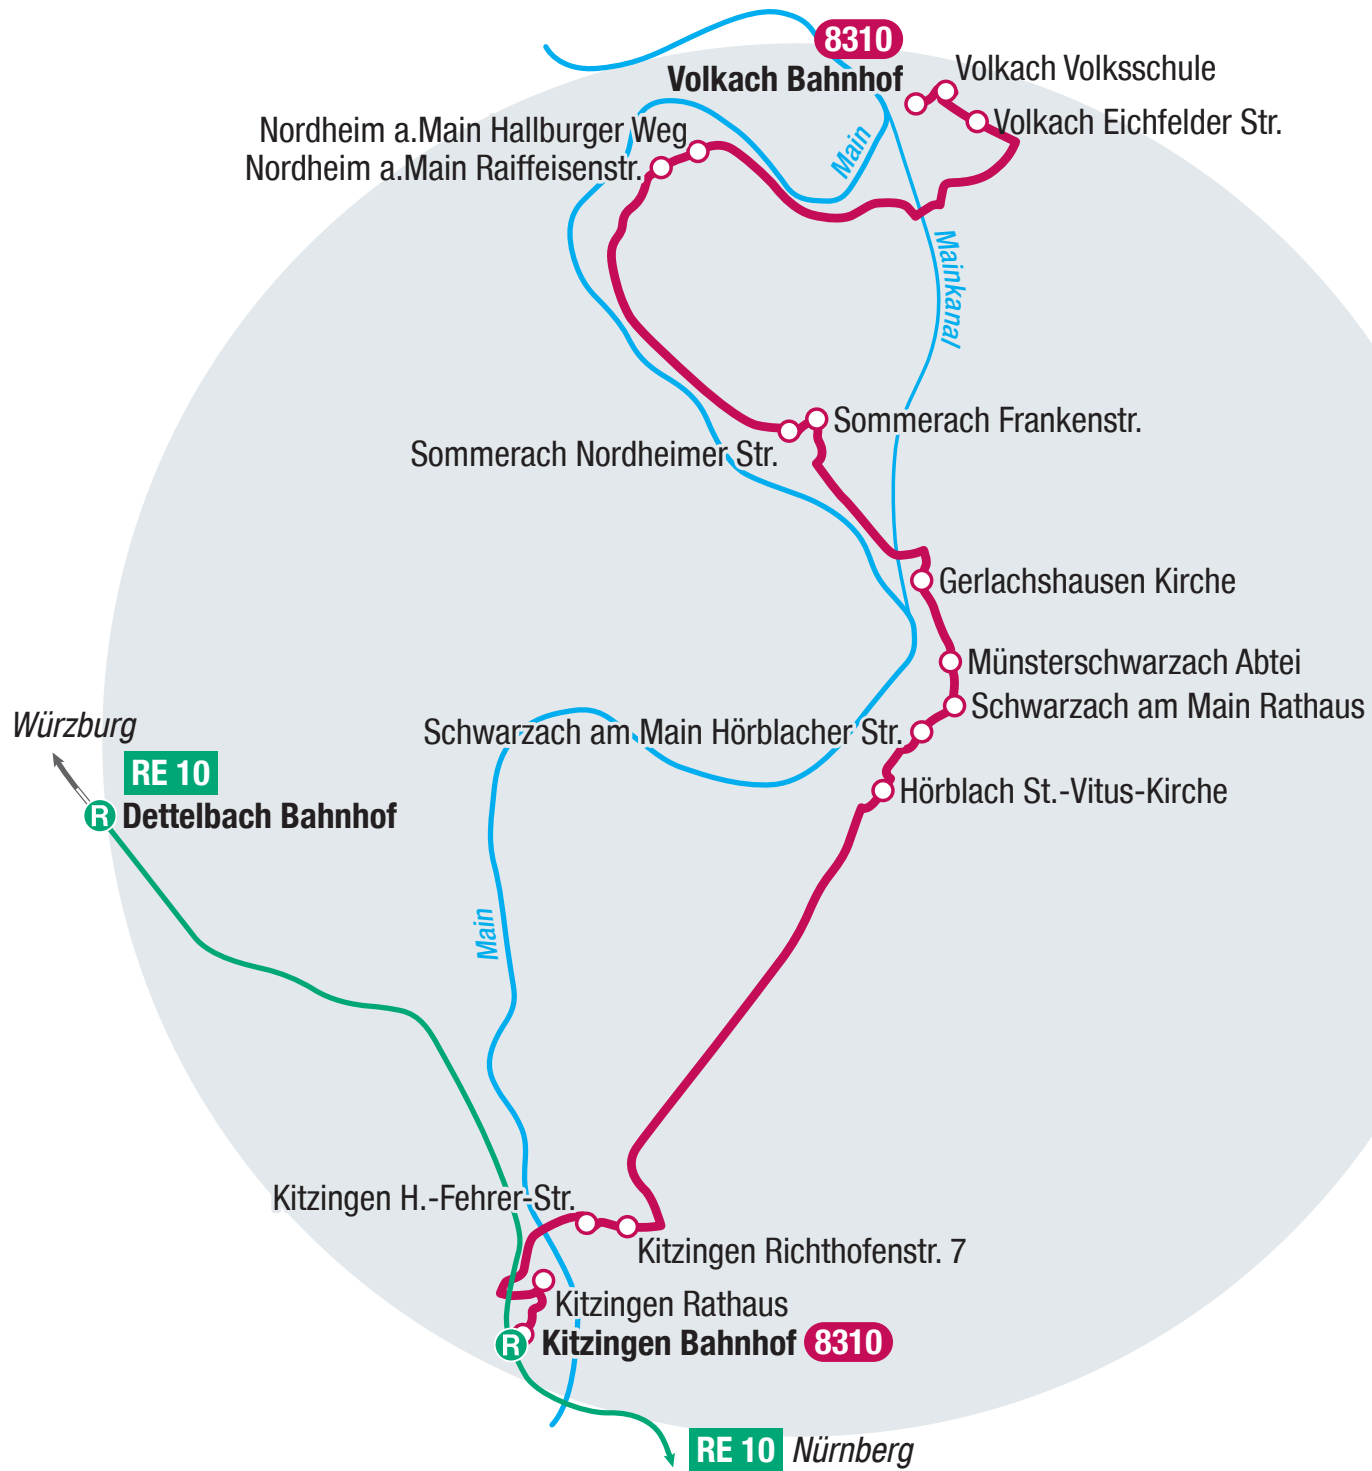 8310
Volkach Bahnhof
Volkach Volksschule
Volkach Eichfelder Str.
Nordheim a.Main Hallburger Weg
Nordheim a.Main Raiffeisenstr.
Main
Mainkanal
Sommerach Frankenstr.
Sommerach Nordheimer Str.
Gerlachshausen Kirche
Münsterschwarzach Abtei
Schwarzach am Main Rathaus
Schwarzach am Main Hörblacher Str.
Hörblach St.-Vitus-Kirche
Würzburg
RE 10
R Dettelbach Bahnhof
Main
Kitzingen H.-Fehrer-Str.
Kitzingen Richthofenstr. 7
Kitzingen Rathaus
R Kitzingen Bahnhof 8310
RE 10 Nürnberg